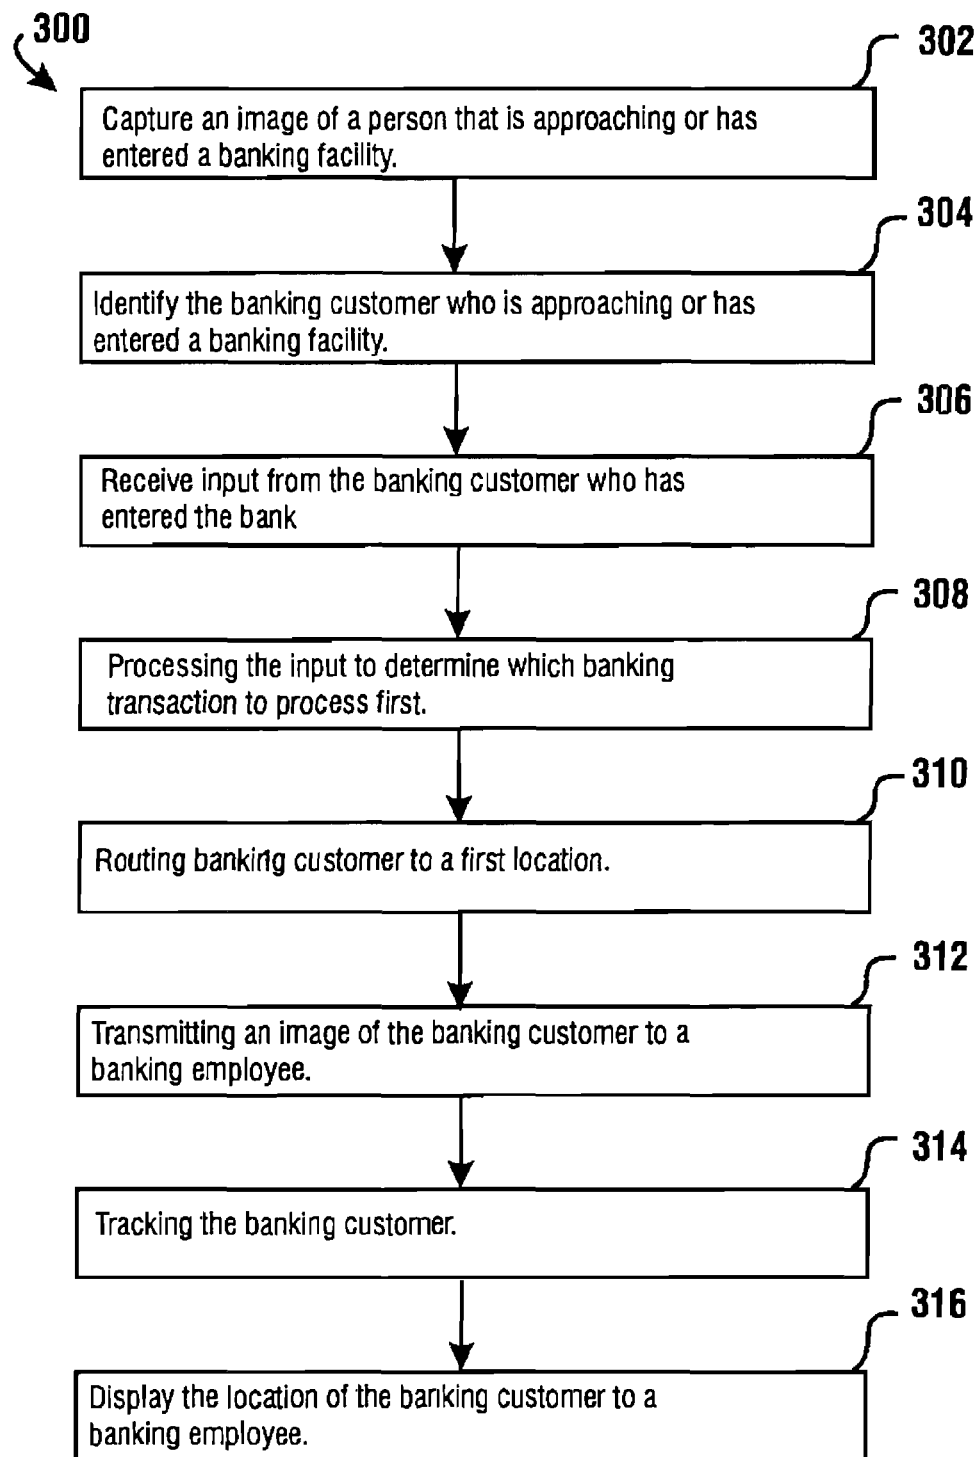 300
302
Capture an image of a person that is approaching or has
entered a banking facility.
304
Identify the banking customer who is approaching or has
entered a banking facility.
306
Receive input from the banking customer who has
entered the bank
308
Processing the input to determine which banking
transaction to process first.
310
Routing banking customer to a first location.
312
Transmitting an image of the banking customer to a
banking employee.
314
Tracking the banking customer.
316
Display the location of the banking customer to a
banking employee.